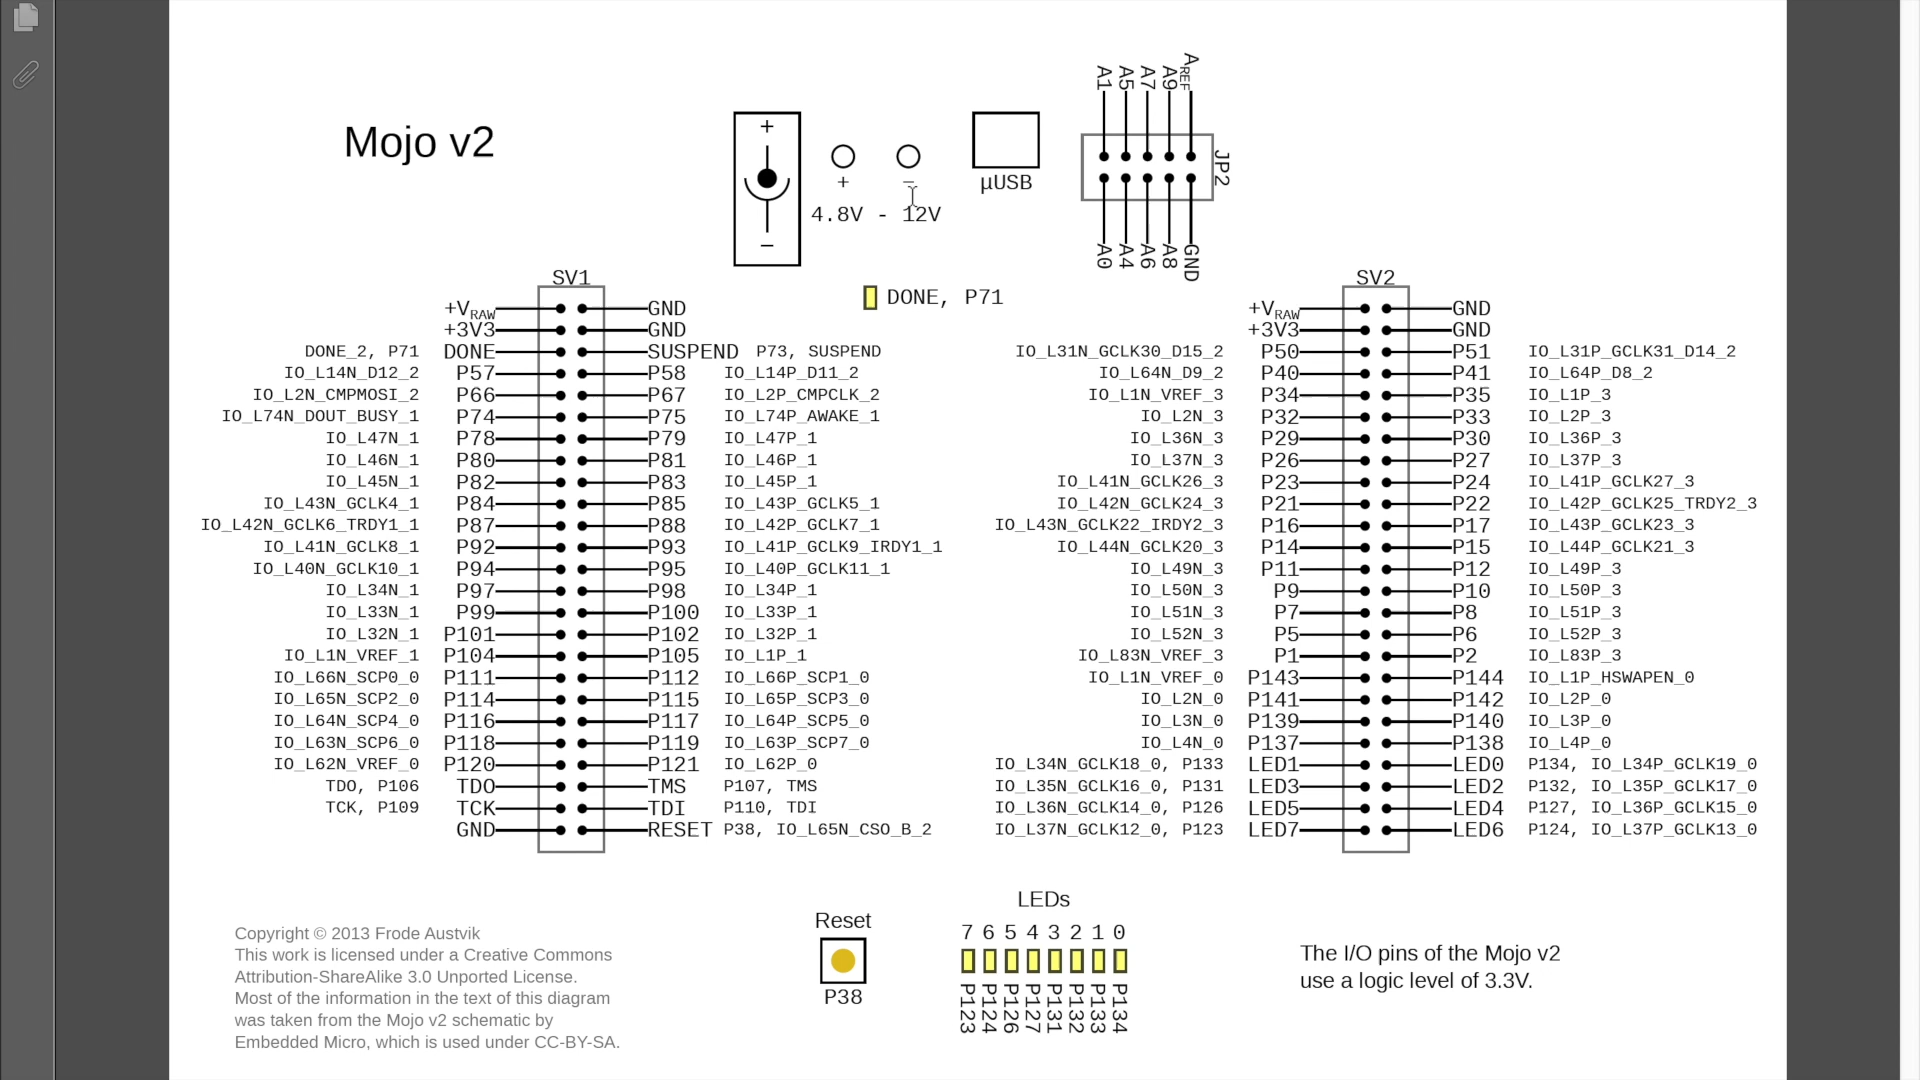 Mojo v2
+
−
+
−
4.8V - 12V
µUSB
A1 A5 A7 A9 AREF
JP2
A0 A4 A6 A8 GND
DONE, P71
SV1
+VRAW GND
+3V3 GND
DONE_2, P71 DONE SUSPEND P73, SUSPEND
IO_L14N_D12_2 P57 P58 IO_L14P_D11_2
IO_L2N_CMPMOSI_2 P66 P67 IO_L2P_CMPCLK_2
IO_L74N_DOUT_BUSY_1 P74 P75 IO_L74P_AWAKE_1
IO_L47N_1 P78 P79 IO_L47P_1
IO_L46N_1 P80 P81 IO_L46P_1
IO_L45N_1 P82 P83 IO_L45P_1
IO_L43N_GCLK4_1 P84 P85 IO_L43P_GCLK5_1
IO_L42N_GCLK6_TRDY1_1 P87 P88 IO_L42P_GCLK7_1
IO_L41N_GCLK8_1 P92 P93 IO_L41P_GCLK9_IRDY1_1
IO_L40N_GCLK10_1 P94 P95 IO_L40P_GCLK11_1
IO_L34N_1 P97 P98 IO_L34P_1
IO_L33N_1 P99 P100 IO_L33P_1
IO_L32N_1 P101 P102 IO_L32P_1
IO_L1N_VREF_1 P104 P105 IO_L1P_1
IO_L66N_SCP0_0 P111 P112 IO_L66P_SCP1_0
IO_L65N_SCP2_0 P114 P115 IO_L65P_SCP3_0
IO_L64N_SCP4_0 P116 P117 IO_L64P_SCP5_0
IO_L63N_SCP6_0 P118 P119 IO_L63P_SCP7_0
IO_L62N_VREF_0 P120 P121 IO_L62P_0
TDO, P106 TDO TMS P107, TMS
TCK, P109 TCK TDI P110, TDI
GND RESET P38, IO_L65N_CSO_B_2
SV2
+VRAW GND
+3V3 GND
IO_L31N_GCLK30_D15_2 P50 P51 IO_L31P_GCLK31_D14_2
IO_L64N_D9_2 P40 P41 IO_L64P_D8_2
IO_L1N_VREF_3 P34 P35 IO_L1P_3
IO_L2N_3 P32 P33 IO_L2P_3
IO_L36N_3 P29 P30 IO_L36P_3
IO_L37N_3 P26 P27 IO_L37P_3
IO_L41N_GCLK26_3 P23 P24 IO_L41P_GCLK27_3
IO_L42N_GCLK24_3 P21 P22 IO_L42P_GCLK25_TRDY2_3
IO_L43N_GCLK22_IRDY2_3 P16 P17 IO_L43P_GCLK23_3
IO_L44N_GCLK20_3 P14 P15 IO_L44P_GCLK21_3
IO_L49N_3 P11 P12 IO_L49P_3
IO_L50N_3 P9 P10 IO_L50P_3
IO_L51N_3 P7 P8 IO_L51P_3
IO_L52N_3 P5 P6 IO_L52P_3
IO_L83N_VREF_3 P1 P2 IO_L83P_3
IO_L1N_VREF_0 P143 P144 IO_L1P_HSWAPEN_0
IO_L2N_0 P141 P142 IO_L2P_0
IO_L3N_0 P139 P140 IO_L3P_0
IO_L4N_0 P137 P138 IO_L4P_0
IO_L34N_GCLK18_0, P133 LED1 LED0 P134, IO_L34P_GCLK19_0
IO_L35N_GCLK16_0, P131 LED3 LED2 P132, IO_L35P_GCLK17_0
IO_L36N_GCLK14_0, P126 LED5 LED4 P127, IO_L36P_GCLK15_0
IO_L37N_GCLK12_0, P123 LED7 LED6 P124, IO_L37P_GCLK13_0
Copyright © 2013 Frode Austvik
This work is licensed under a Creative Commons
Attribution-ShareAlike 3.0 Unported License.
Most of the information in the text of this diagram
was taken from the Mojo v2 schematic by
Embedded Micro, which is used under CC-BY-SA.
Reset
P38
LEDs
7 6 5 4 3 2 1 0
P123 P124 P126 P127 P131 P132 P133 P134
The I/O pins of the Mojo v2
use a logic level of 3.3V.